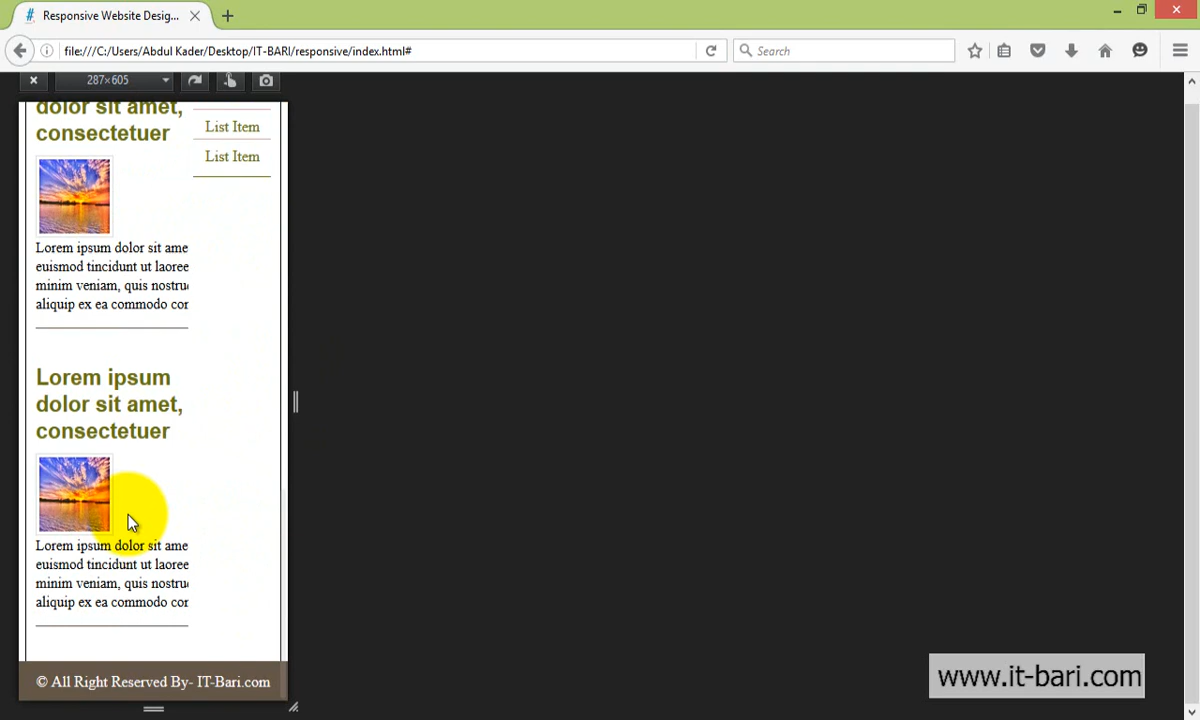 Responsive Website Desig...
file:///C:/Users/Abdul Kader/Desktop/IT-BARI/responsive/index.html#
Search
287×605
dolor sit amet,
consectetuer
List Item
List Item
Lorem ipsum dolor sit ame
euismod tincidunt ut laoree
minim veniam, quis nostru
aliquip ex ea commodo cor
Lorem ipsum
dolor sit amet,
consectetuer
Lorem ipsum dolor sit ame
euismod tincidunt ut laoree
minim veniam, quis nostru
aliquip ex ea commodo cor
© All Right Reserved By- IT-Bari.com
www.it-bari.com